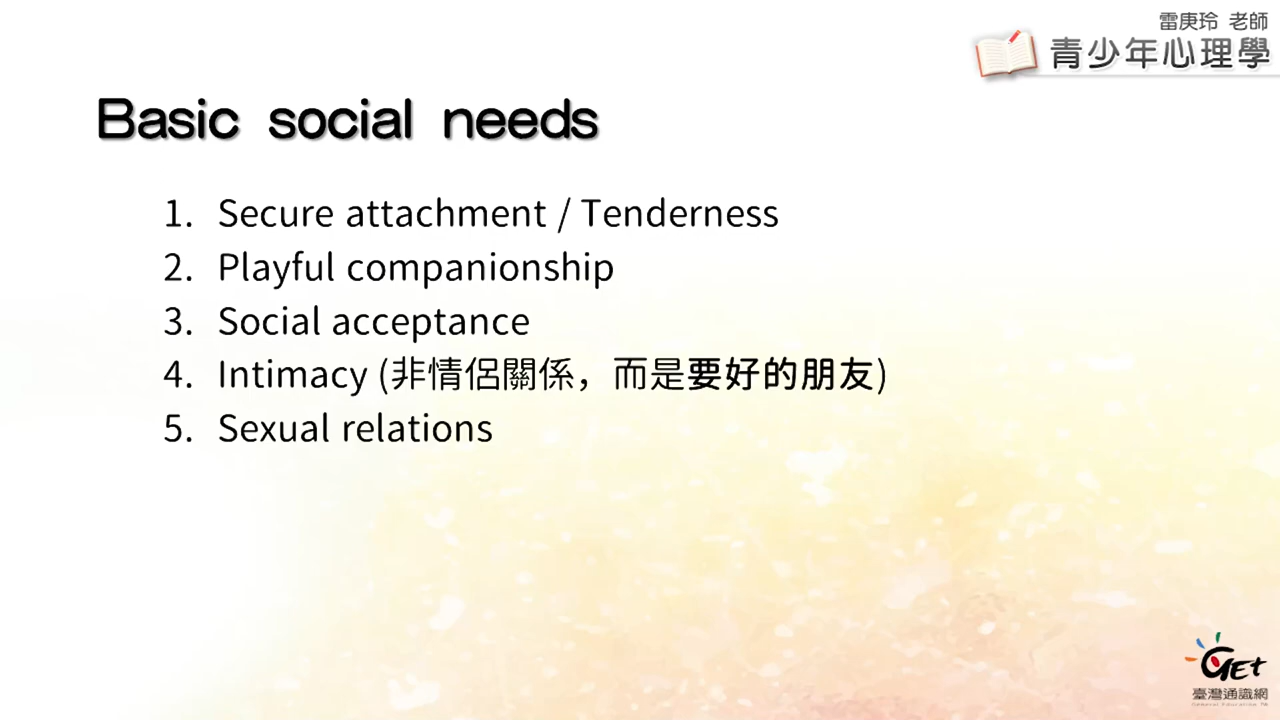 雷庚玲 老師
青少年心理學
Basic social needs
1. Secure attachment / Tenderness
2. Playful companionship
3. Social acceptance
4. Intimacy (非情侶關係，而是要好的朋友)
5. Sexual relations
GET
臺灣通識網